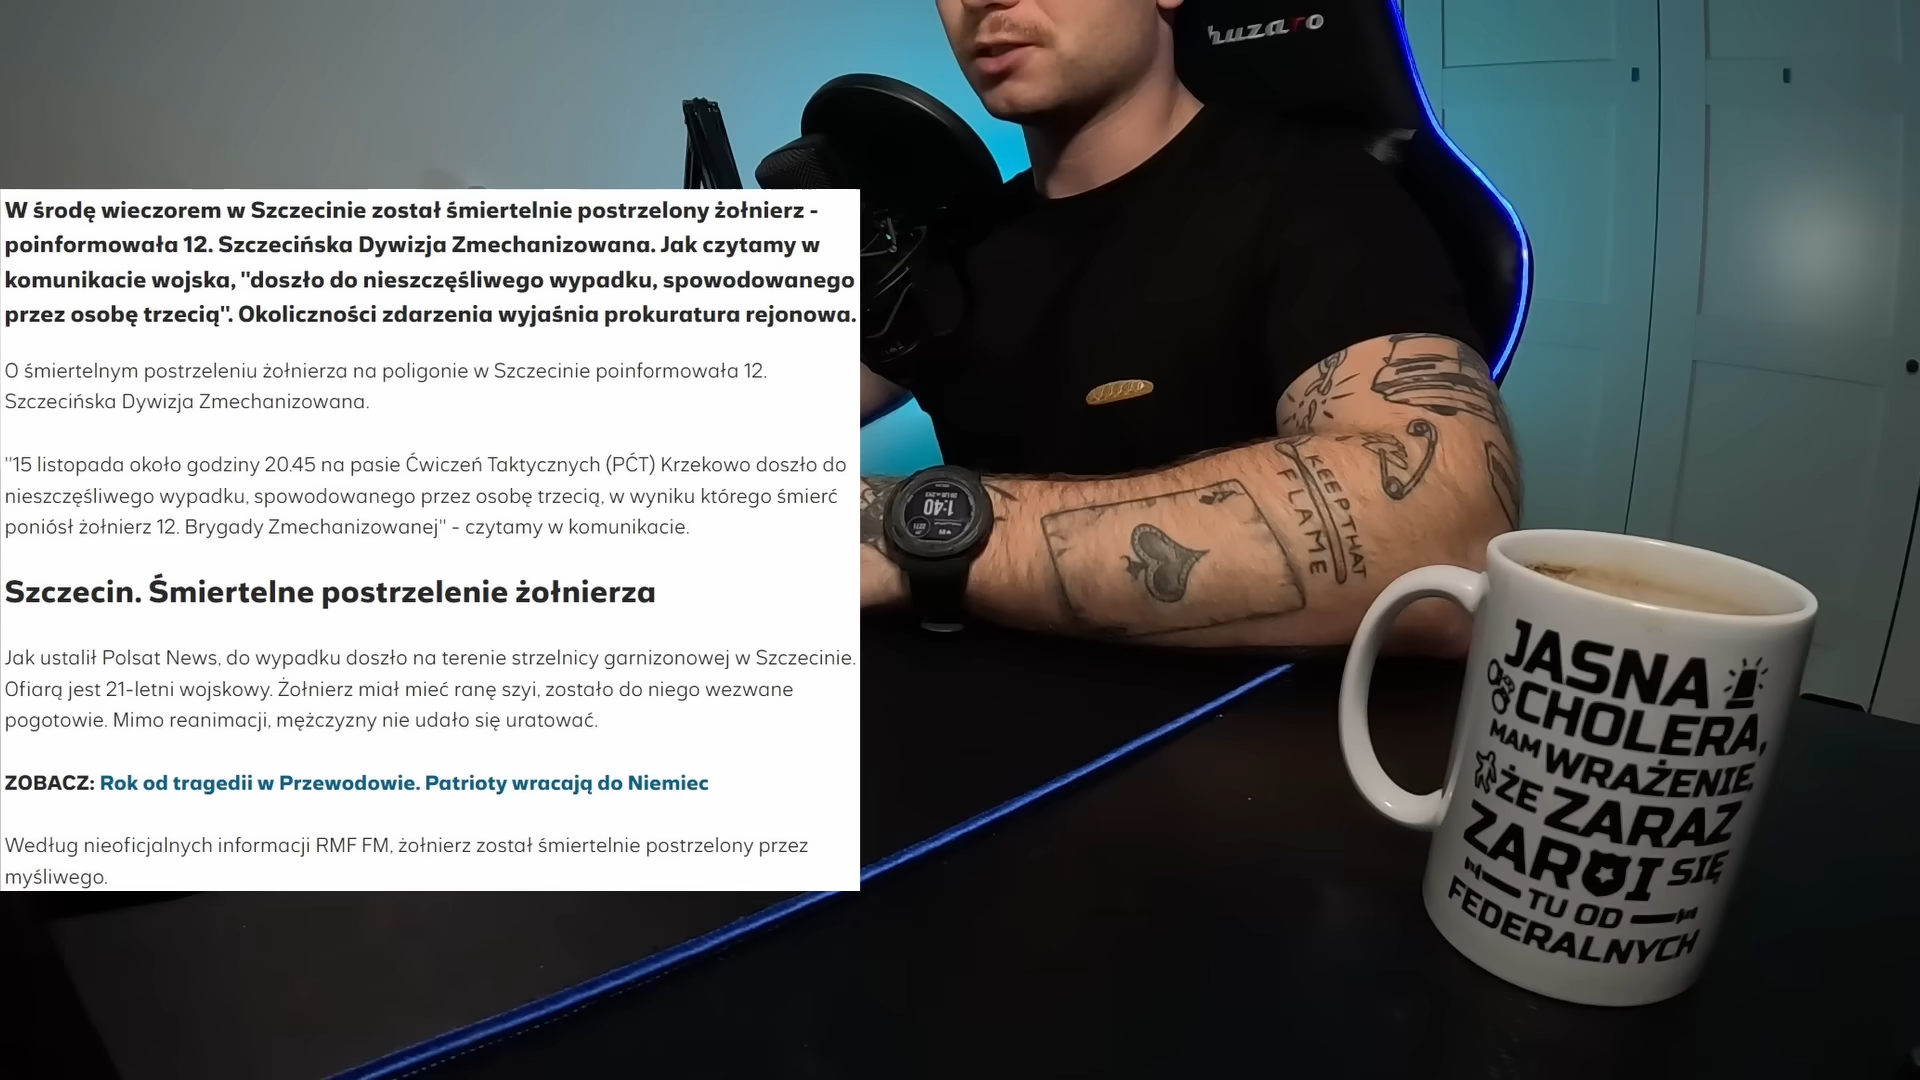 huzaro
W środę wieczorem w Szczecinie został śmiertelnie postrzelony żołnierz -
poinformowała 12. Szczecińska Dywizja Zmechanizowana. Jak czytamy w
komunikacie wojska, "doszło do nieszczęśliwego wypadku, spowodowanego
przez osobę trzecią". Okoliczności zdarzenia wyjaśnia prokuratura rejonowa.
O śmiertelnym postrzeleniu żołnierza na poligonie w Szczecinie poinformowała 12.
Szczecińska Dywizja Zmechanizowana.
"15 listopada około godziny 20.45 na pasie Ćwiczeń Taktycznych (PĆT) Krzekowo doszło do
nieszczęśliwego wypadku, spowodowanego przez osobę trzecią, w wyniku którego śmierć
poniósł żołnierz 12. Brygady Zmechanizowanej" - czytamy w komunikacie.
Szczecin. Śmiertelne postrzelenie żołnierza
Jak ustalił Polsat News, do wypadku doszło na terenie strzelnicy garnizonowej w Szczecinie.
Ofiarą jest 21-letni wojskowy. Żołnierz miał mieć ranę szyi, zostało do niego wezwane
pogotowie. Mimo reanimacji, mężczyzny nie udało się uratować.
ZOBACZ: Rok od tragedii w Przewodowie. Patrioty wracają do Niemiec
Według nieoficjalnych informacji RMF FM, żołnierz został śmiertelnie postrzelony przez
myśliwego.
1:40
KEEP THAT
FLAME
A
JASNA
CHOLERA,
MAM WRAŻENIE,
ŻE ZARAZ
ZAROI SIĘ
TU OD
FEDERALNYCH